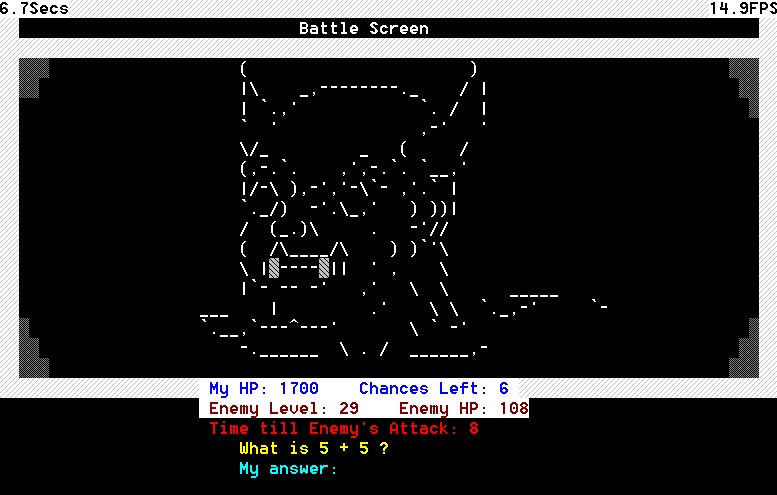 6.7Secs 14.9FPS
Battle Screen
My HP: 1700 Chances Left: 6
Enemy Level: 29 Enemy HP: 108
Time till Enemy's Attack: 8
What is 5 + 5 ?
My answer: